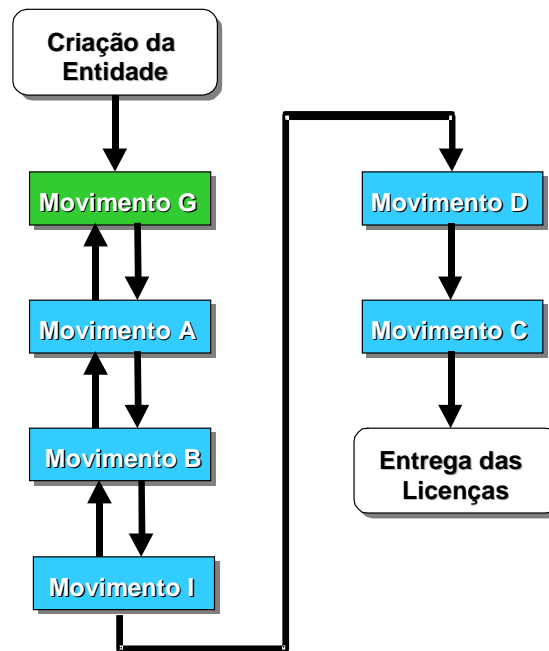 Criação da
Entidade
Movimento G
Movimento A
Movimento B
Movimento I
Movimento D
Movimento C
Entrega das
Licenças